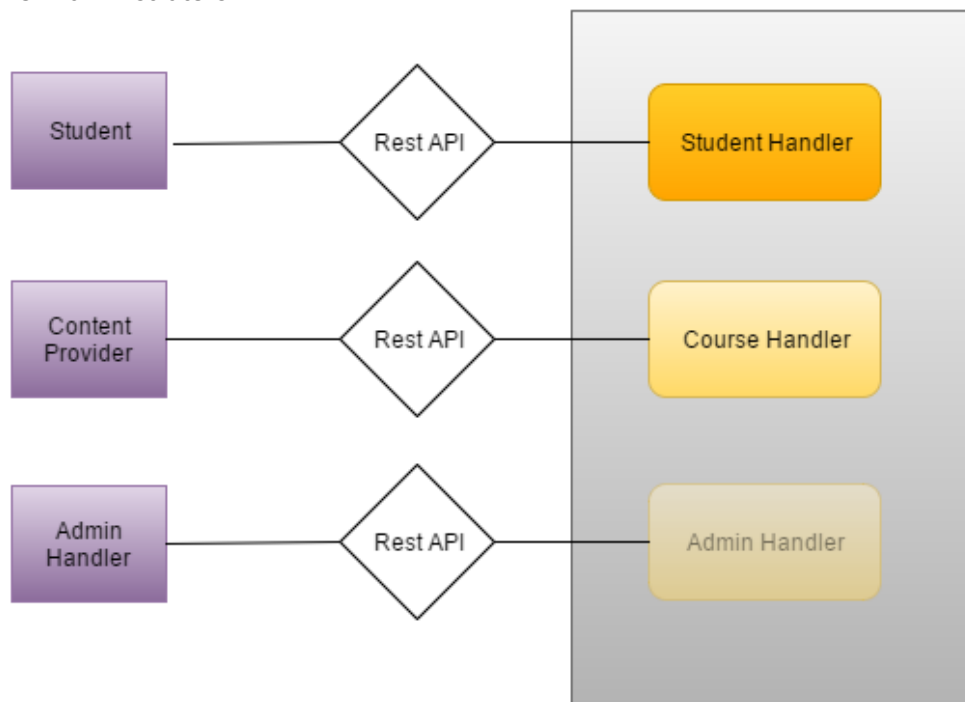 Student
Rest API
Student Handler
Content
Provider
Rest API
Course Handler
Admin
Handler
Rest API
Admin Handler